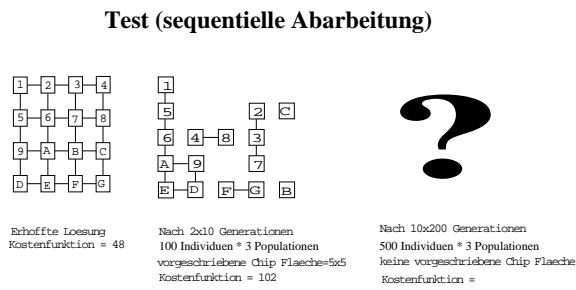 Test (sequentielle Abarbeitung)
1 2 3 4
5 6 7 8
9 A B C
D E F G
1
5 2 C
6 4 8 3
A 9 7
E D F G B
?
Erhoffte Loesung
Kostenfunktion = 48
Nach 2x10 Generationen
100 Individuen * 3 Populationen
vorgeschriebene Chip Flaeche=5x5
Kostenfunktion = 102
Nach 10x200 Generationen
500 Individuen * 3 Populationen
keine vorgeschriebene Chip Flaeche
Kostenfunktion =